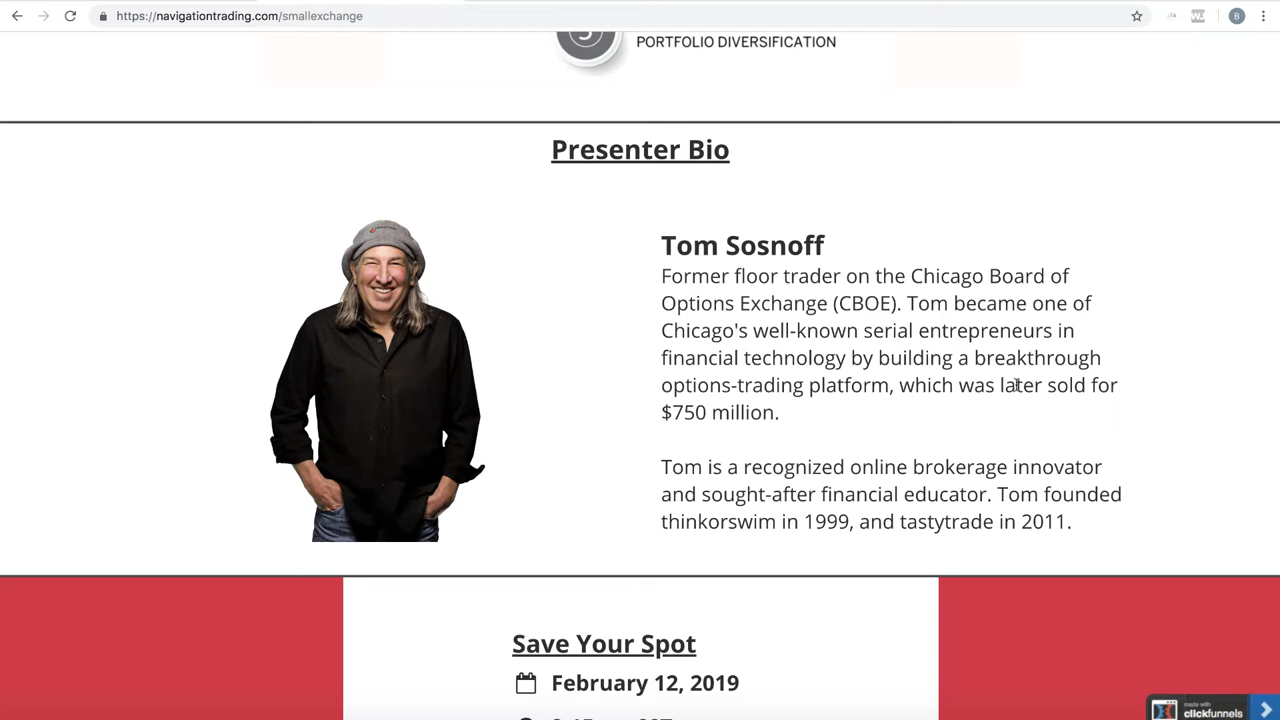 https://navigationtrading.com/smallexchange
B
PORTFOLIO DIVERSIFICATION
Presenter Bio
Tom Sosnoff
Former floor trader on the Chicago Board of
Options Exchange (CBOE). Tom became one of
Chicago's well-known serial entrepreneurs in
financial technology by building a breakthrough
options-trading platform, which was later sold for
$750 million.
Tom is a recognized online brokerage innovator
and sought-after financial educator. Tom founded
thinkorswim in 1999, and tastytrade in 2011.
Save Your Spot
February 12, 2019
made with
clickfunnels